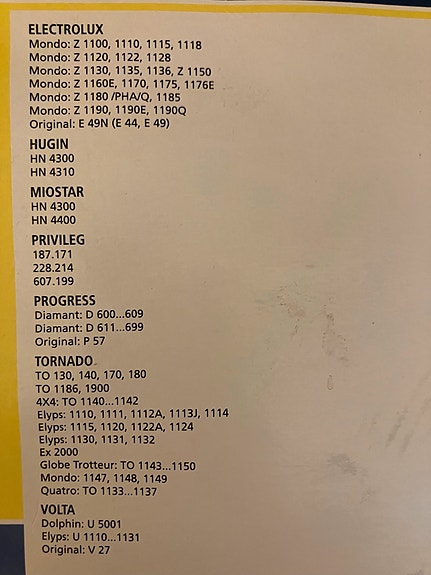 ELECTROLUX
Mondo: Z 1100, 1110, 1115, 1118
Mondo: Z 1120, 1122, 1128
Mondo: Z 1130, 1135, 1136, Z 1150
Mondo: Z 1160E, 1170, 1175, 1176E
Mondo: Z 1180 /PHA/Q, 1185
Mondo: Z 1190, 1190E, 1190Q
Original: E 49N (E 44, E 49)
HUGIN
HN 4300
HN 4310
MIOSTAR
HN 4300
HN 4400
PRIVILEG
187.171
228.214
607.199
PROGRESS
Diamant: D 600...609
Diamant: D 611...699
Original: P 57
TORNADO
TO 130, 140, 170, 180
TO 1186, 1900
4X4: TO 1140...1142
Elyps: 1110, 1111, 1112A, 1113J, 1114
Elyps: 1115, 1120, 1122A, 1124
Elyps: 1130, 1131, 1132
Ex 2000
Globe Trotteur: TO 1143...1150
Mondo: 1147, 1148, 1149
Quatro: TO 1133...1137
VOLTA
Dolphin: U 5001
Elyps: U 1110...1131
Original: V 27